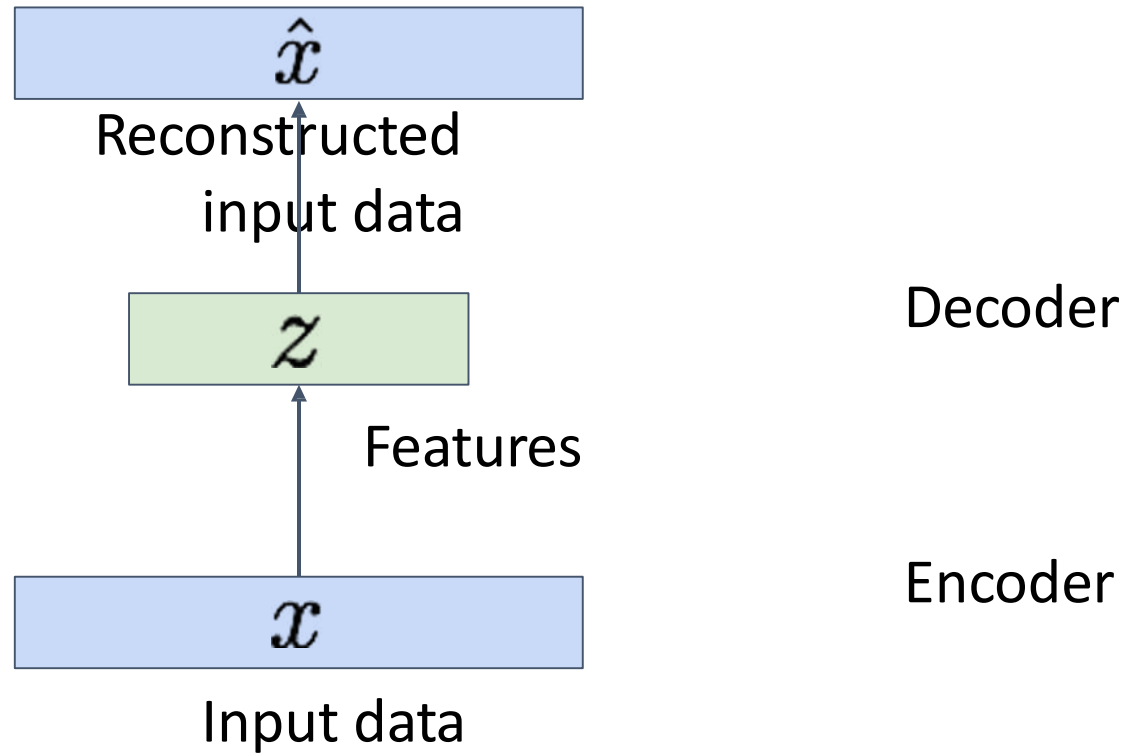 x̂
Reconstructed
input data
z
Decoder
Features
Encoder
x
Input data